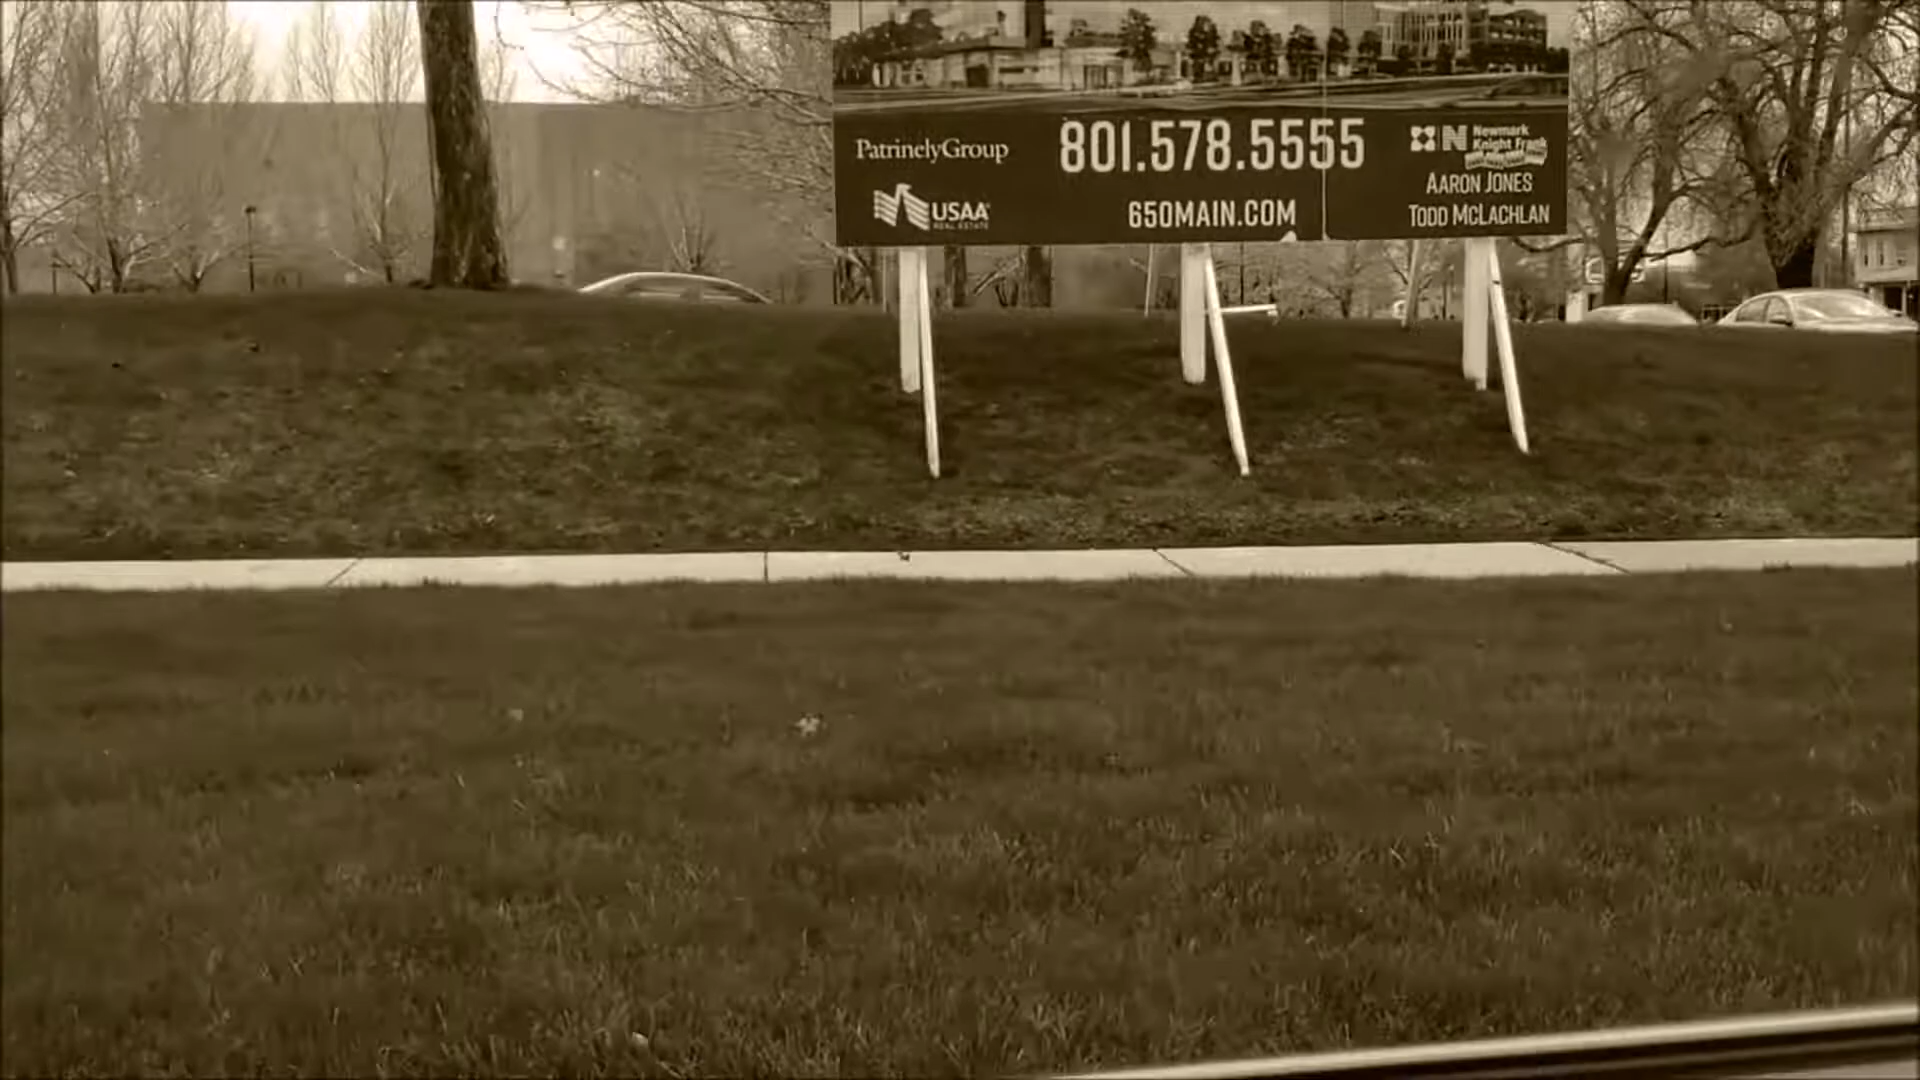 PatrinelyGroup
USAA
REAL ESTATE
801.578.5555
650MAIN.COM
Newmark
Knight Frank
AARON JONES
TODD MCLACHLAN